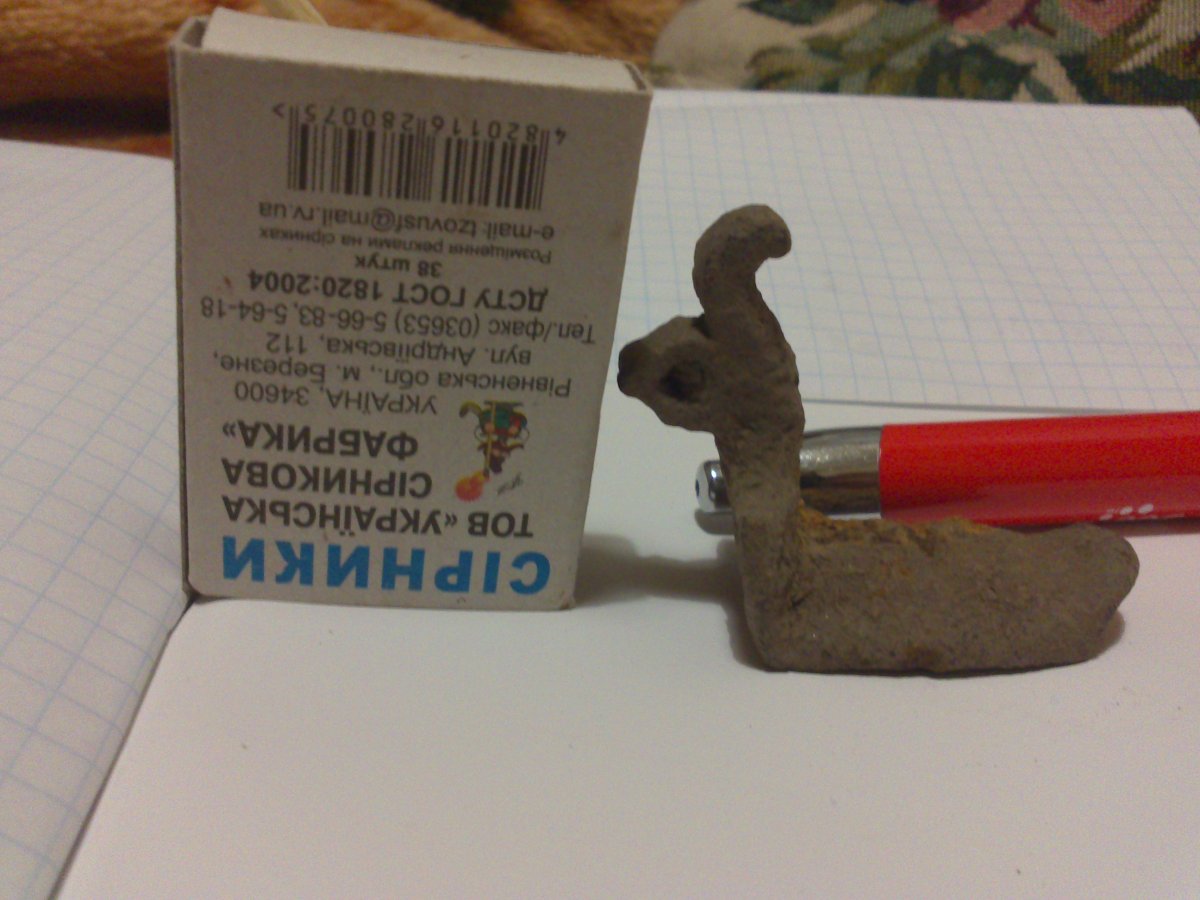 СІРНИКИ
ТОВ «УКРАЇНСЬКА
СІРНИКОВА
ФАБРИКА»
УКРАЇНА, 34600
Рівненська обл., м. Березне,
вул. Андріївська, 112
Тел./факс (03653) 5-66-83, 5-64-18
ДСТУ ГОСТ 1820:2004
38 штук
Розміщення реклами на сірниках
e-mail: tzovusf@mail.rv.ua
4820116280075>